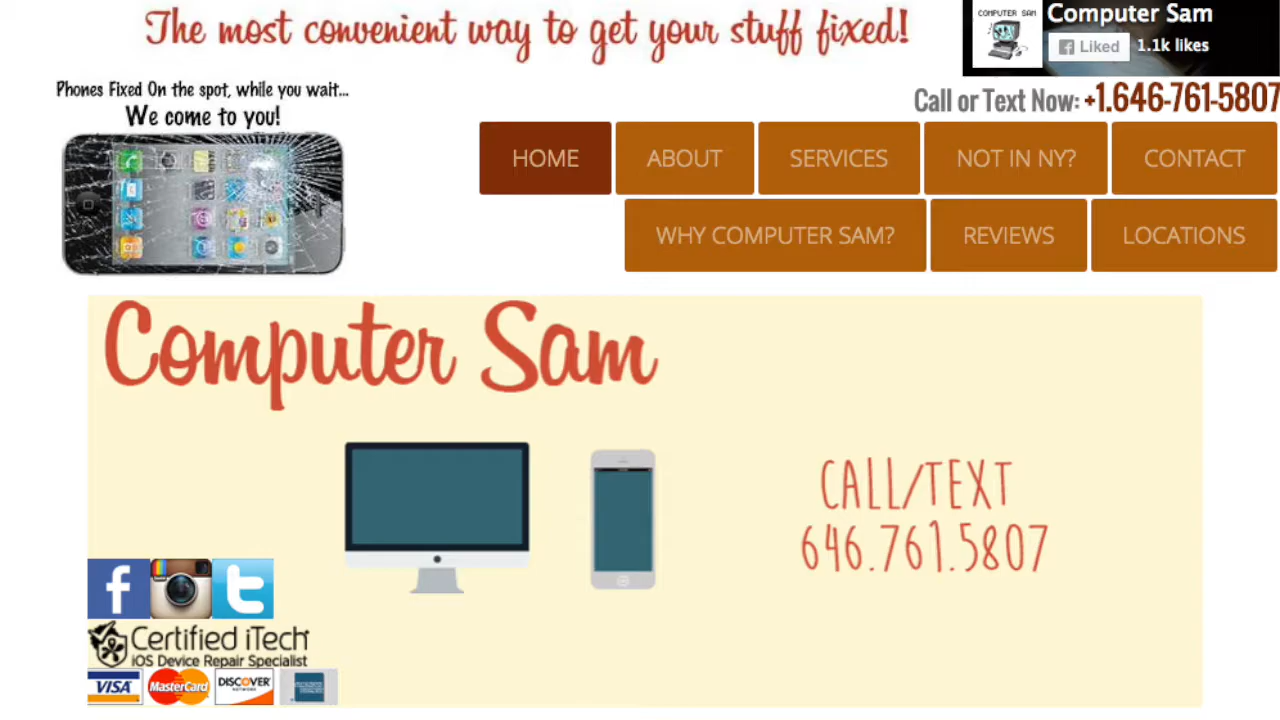 The most convenient way to get your stuff fixed!
COMPUTER SAM
Computer Sam
Liked
1.1k likes
Phones Fixed On the spot, while you wait...
We come to you!
Call or Text Now: +1.646-761-5807
HOME
ABOUT
SERVICES
NOT IN NY?
CONTACT
WHY COMPUTER SAM?
REVIEWS
LOCATIONS
Computer Sam
CALL/TEXT
646.761.5807
Certified iTech
iOS Device Repair Specialist
VISA
MasterCard
DISCOVER
NETWORK